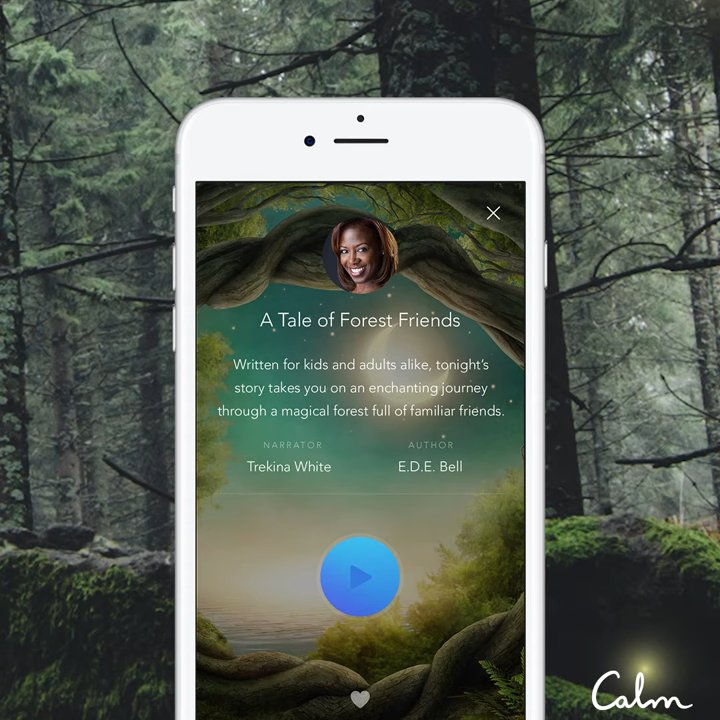 A Tale of Forest Friends
Written for kids and adults alike, tonight's
story takes you on an enchanting journey
through a magical forest full of familiar friends.
NARRATOR
AUTHOR
Trekina White
E.D.E. Bell
Calm